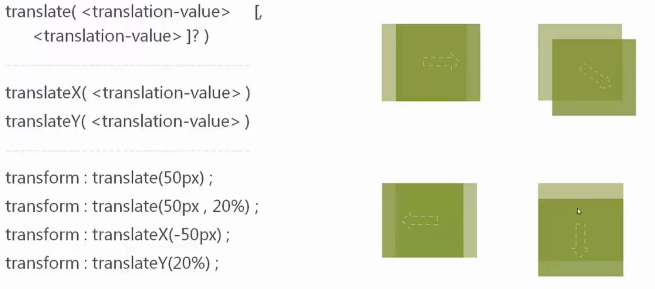 translate( <translation-value> [,
<translation-value> ]? )
translateX( <translation-value> )
translateY( <translation-value> )
transform : translate(50px) ;
transform : translate(50px , 20%) ;
transform : translateX(-50px) ;
transform : translateY(20%) ;